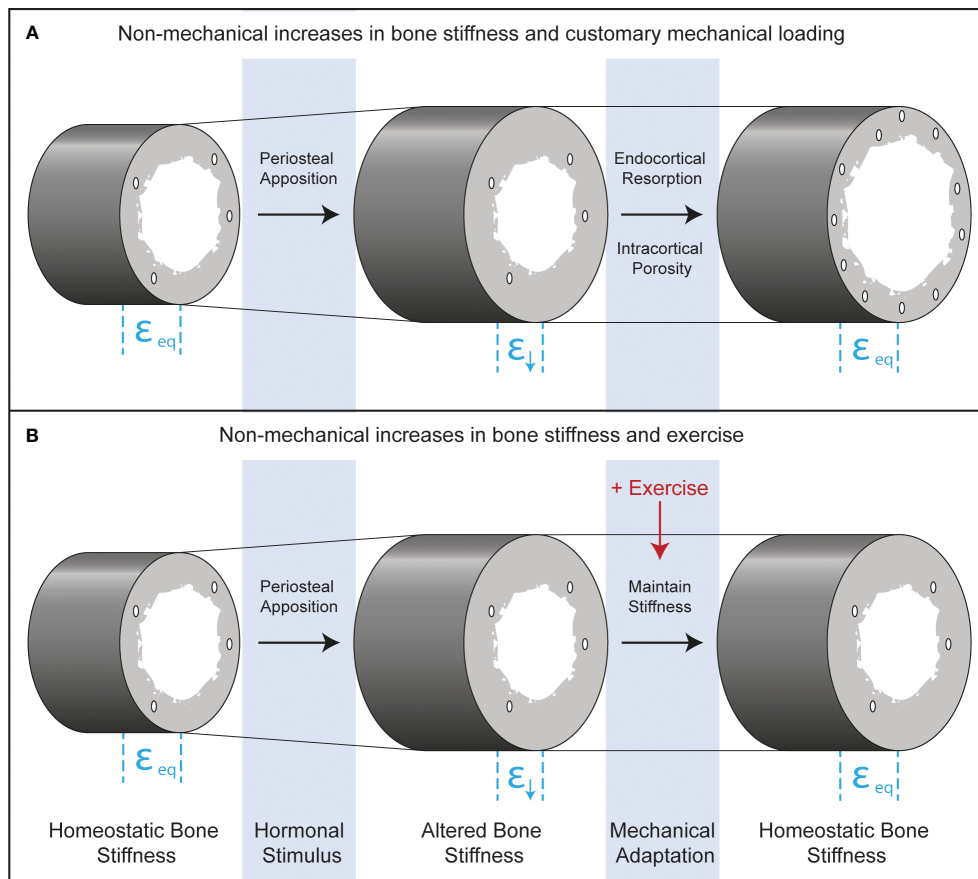 A
Non-mechanical increases in bone stiffness and customary mechanical loading
Periosteal
Apposition
Endocortical
Resorption
Intracortical
Porosity
ε eq
ε↓
ε eq
B
Non-mechanical increases in bone stiffness and exercise
+ Exercise
Periosteal
Apposition
Maintain
Stiffness
ε eq
ε↓
ε eq
Homeostatic Bone
Stiffness
Hormonal
Stimulus
Altered Bone
Stiffness
Mechanical
Adaptation
Homeostatic Bone
Stiffness